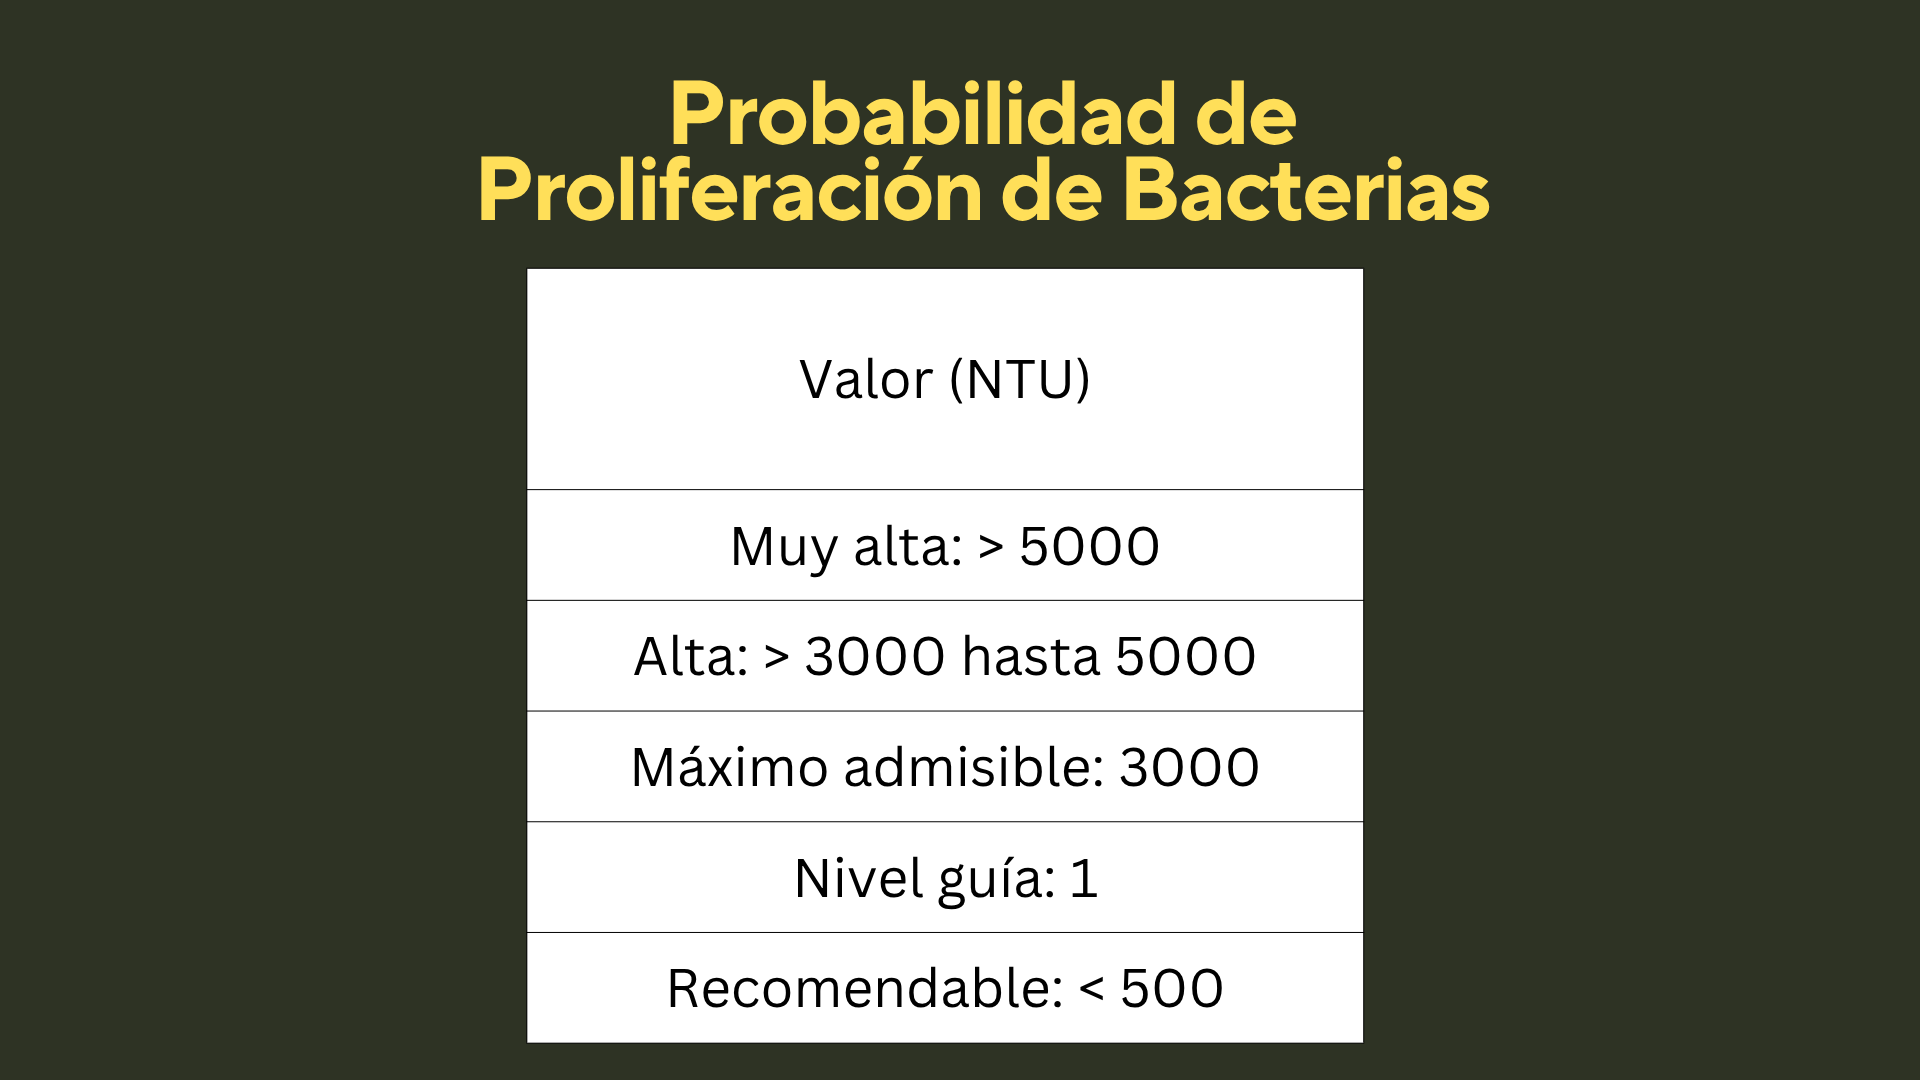 Probabilidad de
Proliferación de Bacterias
Valor (NTU)
Muy alta: > 5000
Alta: > 3000 hasta 5000
Máximo admisible: 3000
Nivel guía: 1
Recomendable: < 500